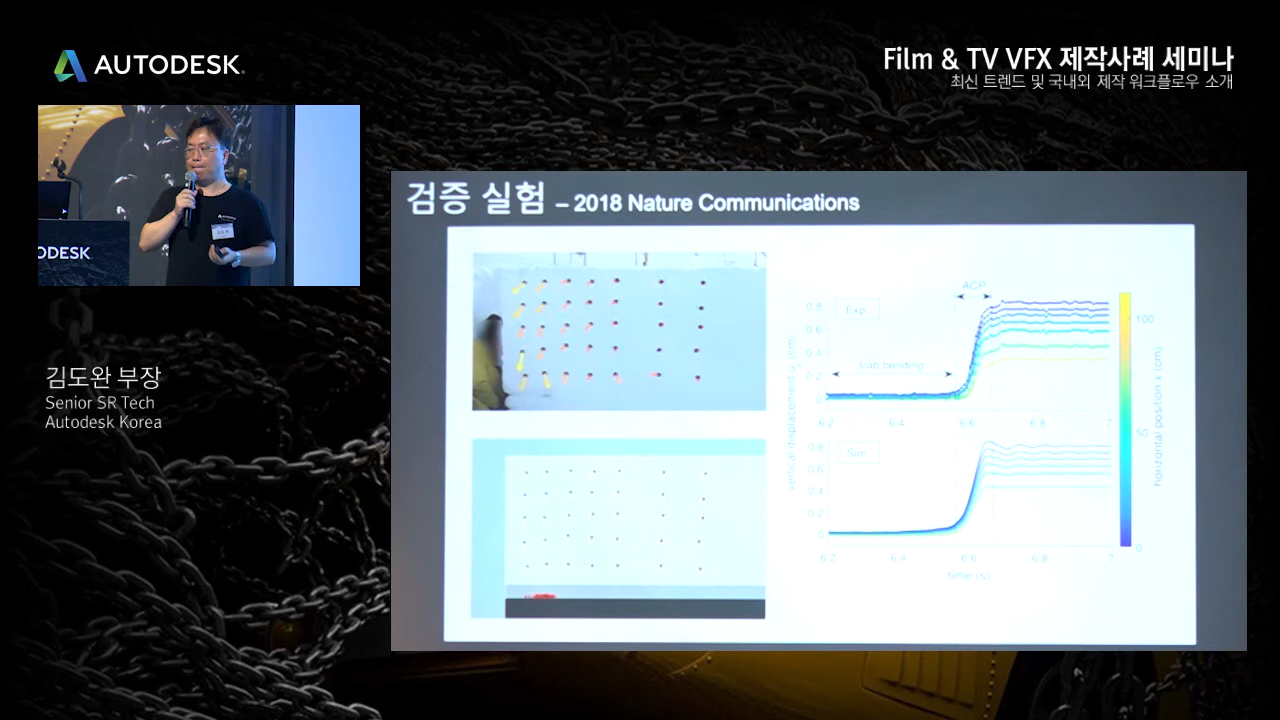 AUTODESK
Film & TV VFX 제작사례 세미나
최신 트렌드 및 국내외 제작 워크플로우 소개
ODESK
김도완 부장
Senior SR Tech
Autodesk Korea
검증 실험 – 2018 Nature Communications
ACP
Exp
slab bending
0.8
0.6
0.4
0.2
0
6.2 6.4 6.6 6.8 7
Sim
0.8
0.6
0.4
0.2
0
6.2 6.4 6.6 6.8 7
time (s)
vertical displacement u (cm)
100
50
0
horizontal position x (cm)